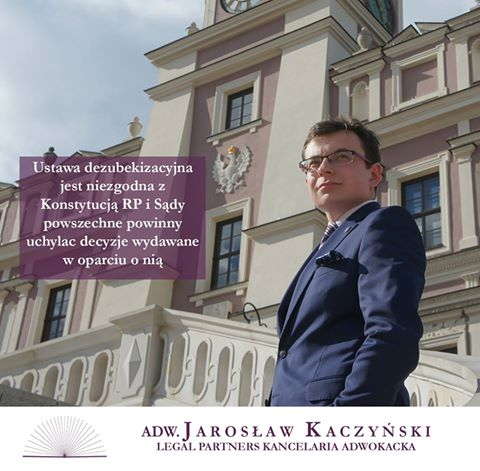 Ustawa dezubekizacyjna
jest niezgodna z
Konstytucją RP i Sądy
powszechne powinny
uchylac decyzje wydawane
w oparciu o nią
ADW. JAROSŁAW KACZYŃSKI
LEGAL PARTNERS KANCELARIA ADWOKACKA